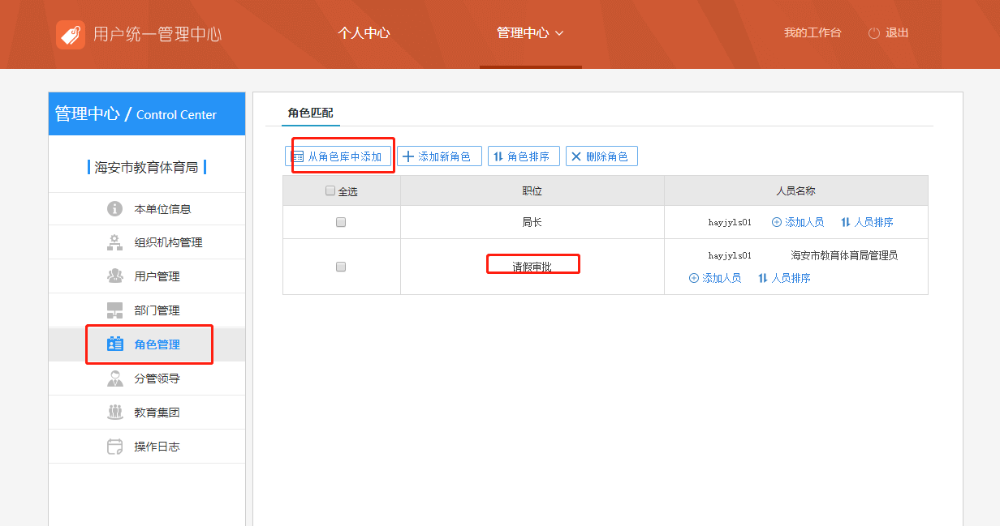 用户统一管理中心
个人中心
管理中心
我的工作台
退出
管理中心 / Control Center
海安市教育体育局
本单位信息
组织机构管理
用户管理
部门管理
角色管理
分管领导
教育集团
操作日志
角色匹配
从角色库中添加
添加新角色
角色排序
删除角色
全选
职位
人员名称
局长
hayjyls01
添加人员
人员排序
请假审批
hayjyls01
海安市教育体育局管理员
添加人员
人员排序